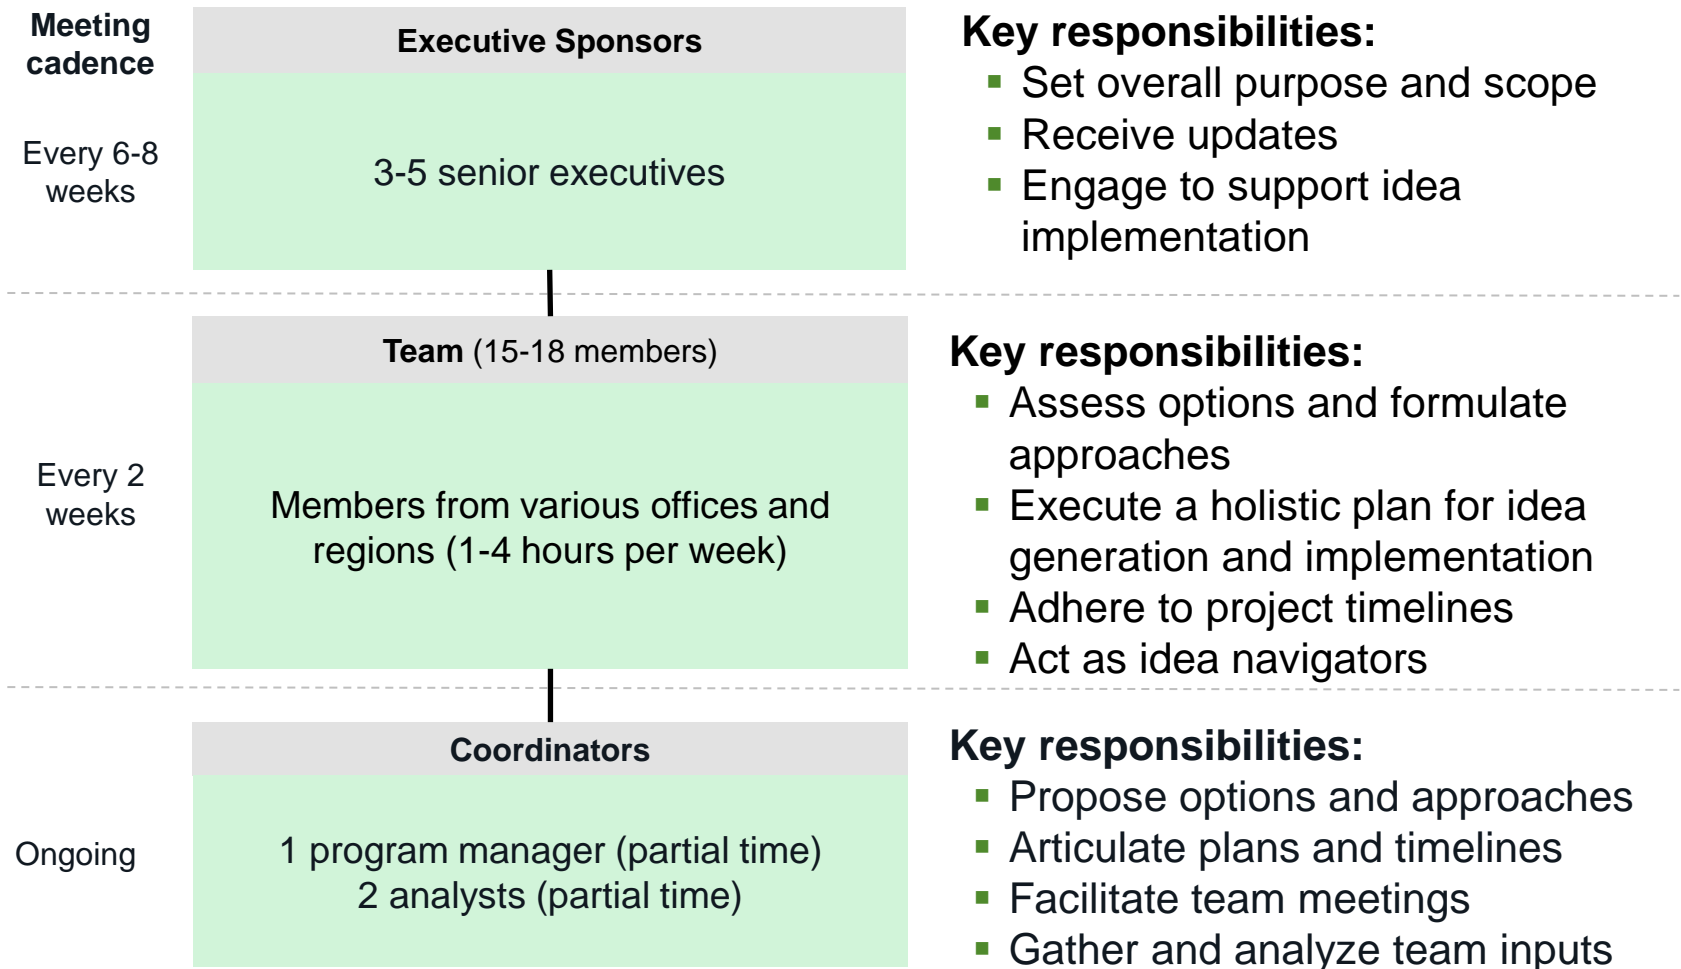 Meeting
cadence
Executive Sponsors
Every 6-8
weeks
3-5 senior executives
Key responsibilities:
▪ Set overall purpose and scope
▪ Receive updates
▪ Engage to support idea
implementation
Team (15-18 members)
Every 2
weeks
Members from various offices and
regions (1-4 hours per week)
Key responsibilities:
▪ Assess options and formulate
approaches
▪ Execute a holistic plan for idea
generation and implementation
▪ Adhere to project timelines
▪ Act as idea navigators
Coordinators
Ongoing
1 program manager (partial time)
2 analysts (partial time)
Key responsibilities:
▪ Propose options and approaches
▪ Articulate plans and timelines
▪ Facilitate team meetings
▪ Gather and analyze team inputs